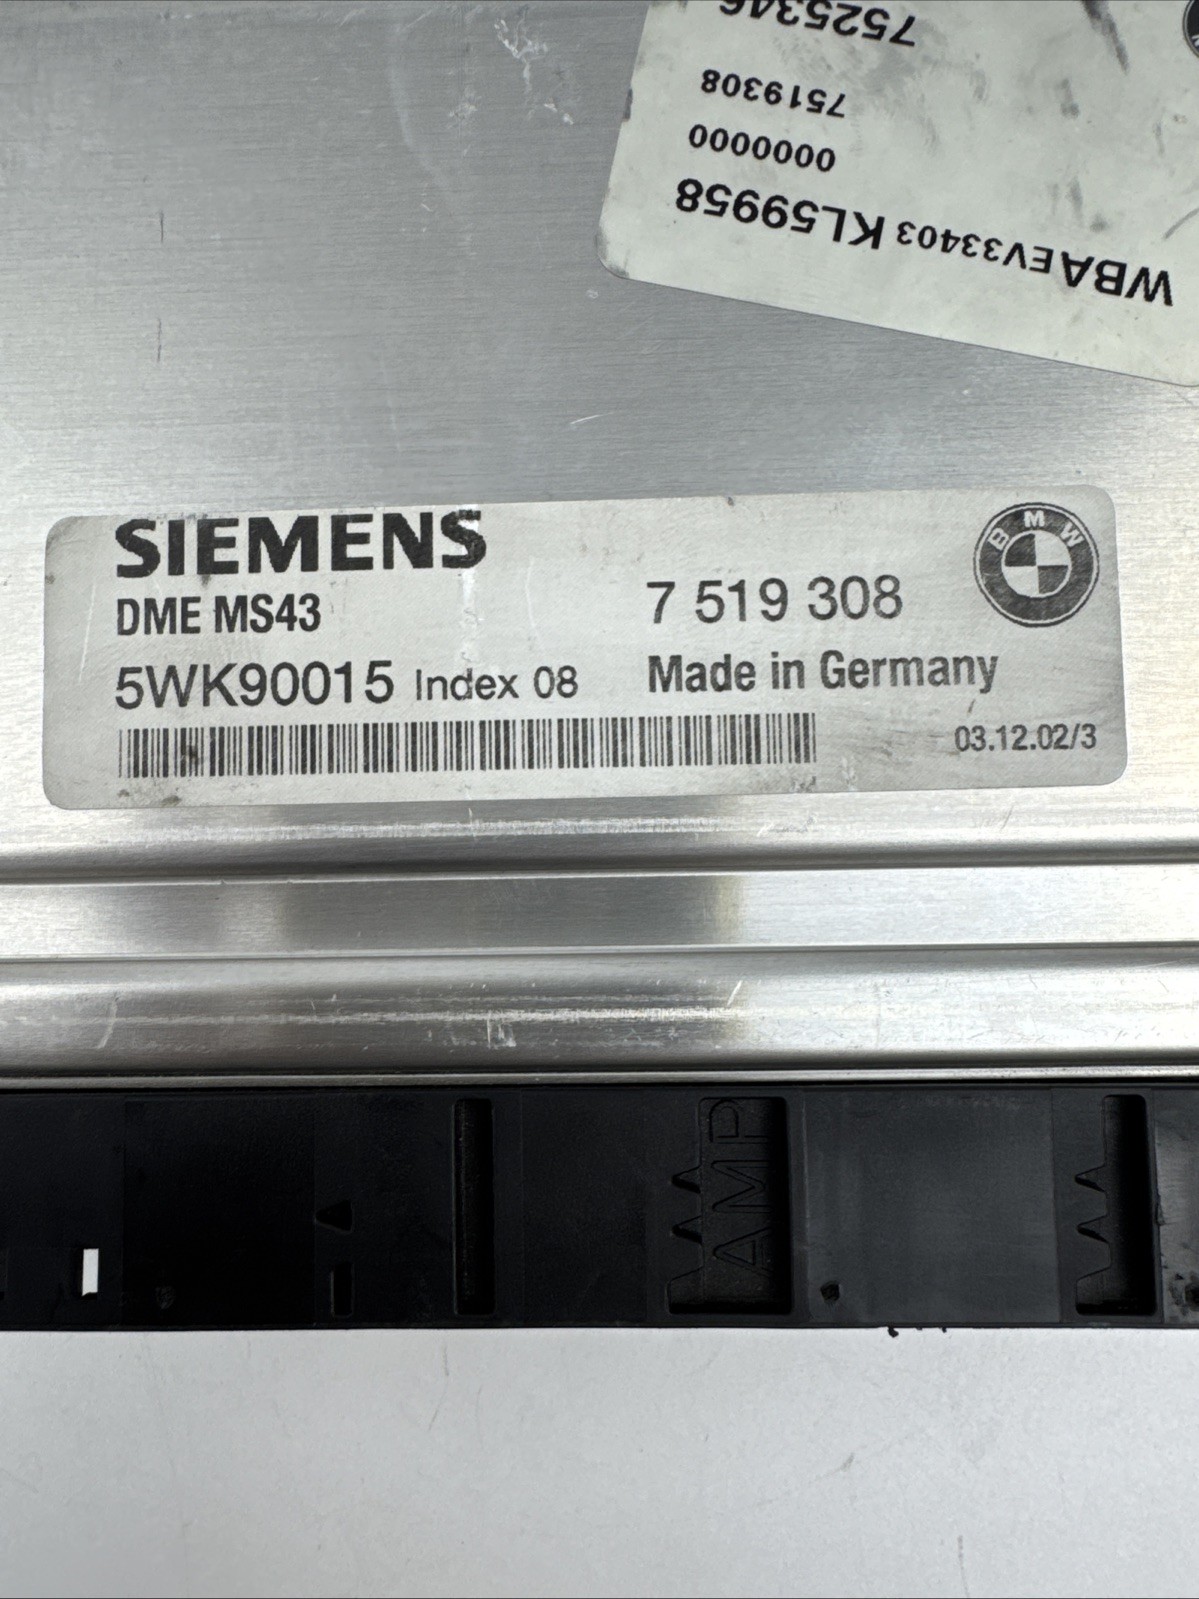 WBAEV33403 KL59958
0000000
7519308
7525346
SIEMENS
DME MS43
7 519 308
BMW
5WK90015 Index 08
Made in Germany
03.12.02/3
AMP